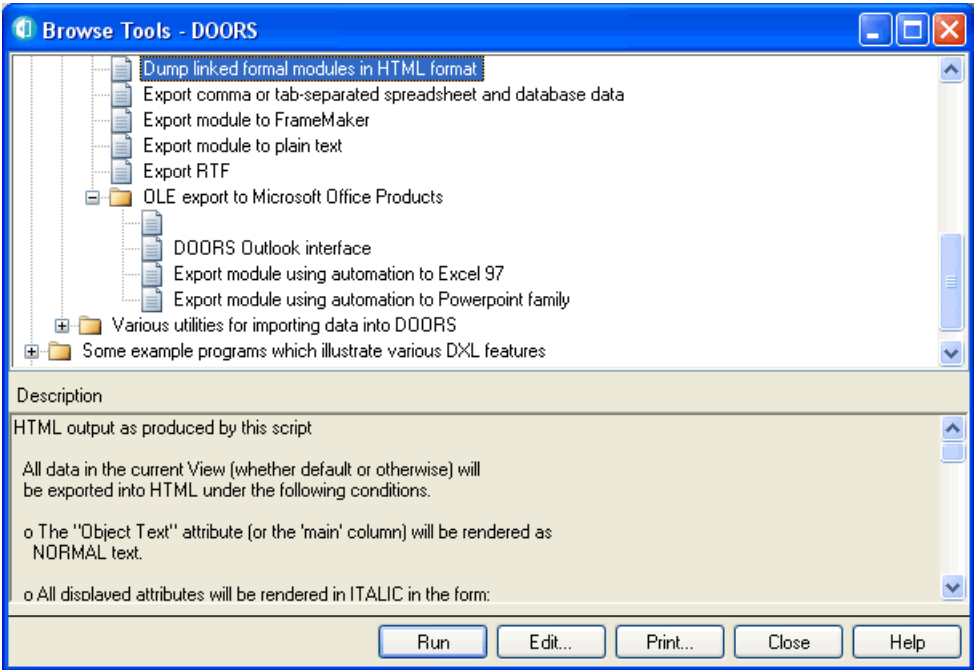 Browse Tools - DOORS
Dump linked formal modules in HTML format
Export comma or tab-separated spreadsheet and database data
Export module to FrameMaker
Export module to plain text
Export RTF
OLE export to Microsoft Office Products
DOORS Outlook interface
Export module using automation to Excel 97
Export module using automation to Powerpoint family
Various utilities for importing data into DOORS
Some example programs which illustrate various DXL features
Description
HTML output as produced by this script
All data in the current View (whether default or otherwise) will
be exported into HTML under the following conditions.
o The "Object Text" attribute (or the 'main' column) will be rendered as
NORMAL text.
o All displayed attributes will be rendered in ITALIC in the form:
Run Edit... Print... Close Help